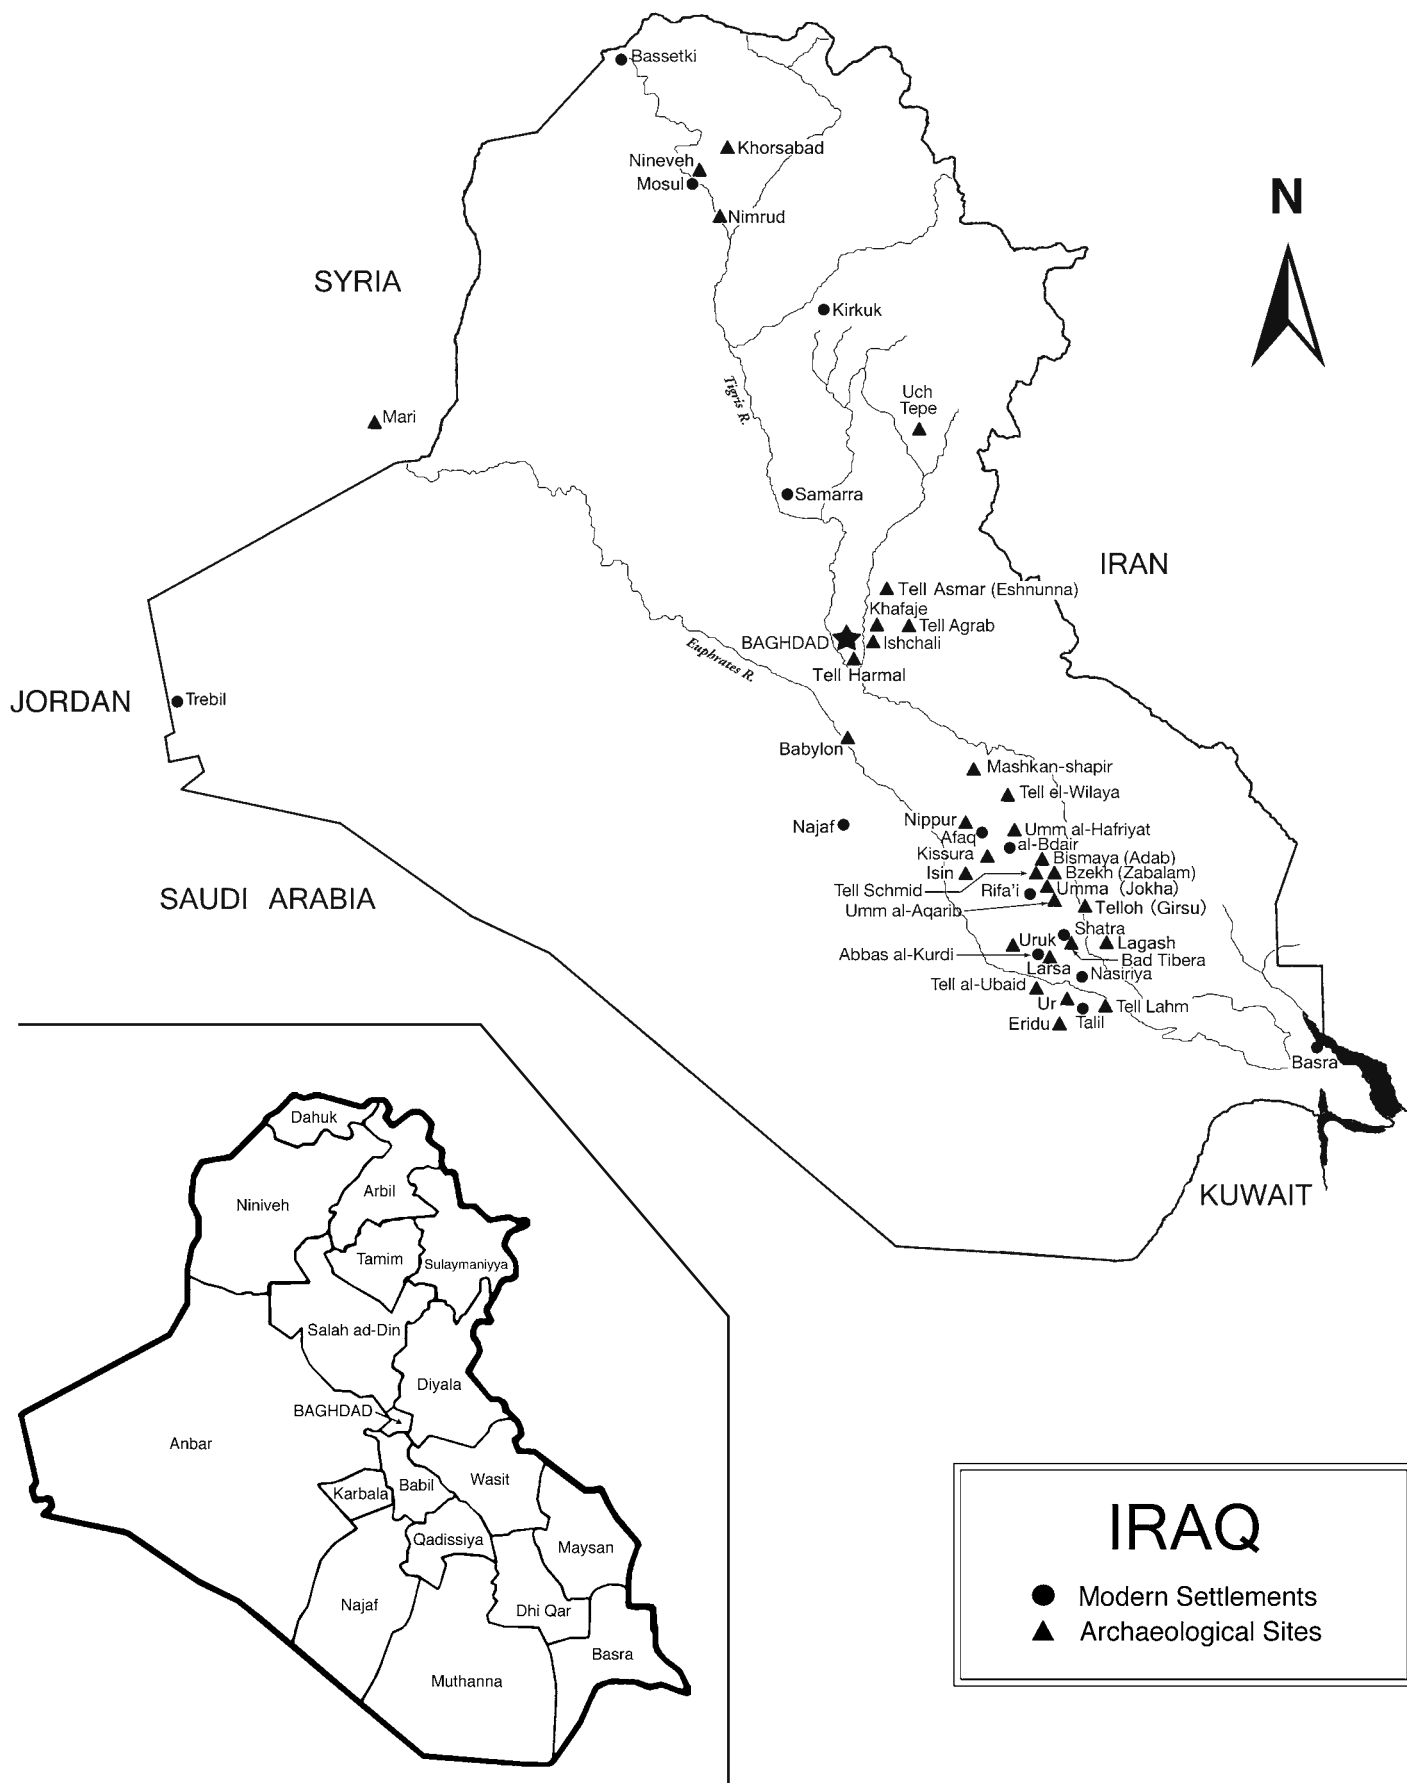 Bassetki
Khorsabad
Nineveh
Mosul
Nimrud
N
SYRIA
Kirkuk
Tigris R.
Uch
Tepe
Mari
Samarra
IRAN
Tell Asmar (Eshnunna)
Khafaje
Tell Agrab
BAGHDAD
Ishchali
Euphrates R.
Tell Harmal
JORDAN
Trebil
Babylon
Mashkan-shapir
Tell el-Wilaya
Najaf
Nippur
Afaq
Umm al-Hafriyat
al-Bdair
Kissura
Bismaya (Adab)
Isin
Bzekh (Zabalam)
Tell Schmid
Rifa'i
Umma (Jokha)
SAUDI ARABIA
Umm al-Aqarib
Telloh (Girsu)
Shatra
Uruk
Lagash
Abbas al-Kurdi
Bad Tibera
Larsa
Nasiriya
Tell al-Ubaid
Ur
Tell Lahm
Eridu
Talil
Basra
KUWAIT
Dahuk
Niniveh
Arbil
Tamim
Sulaymaniyya
Salah ad-Din
Diyala
BAGHDAD
Anbar
Babil
Wasit
Karbala
Qadissiya
Maysan
Najaf
Dhi Qar
Basra
Muthanna
IRAQ
Modern Settlements
Archaeological Sites